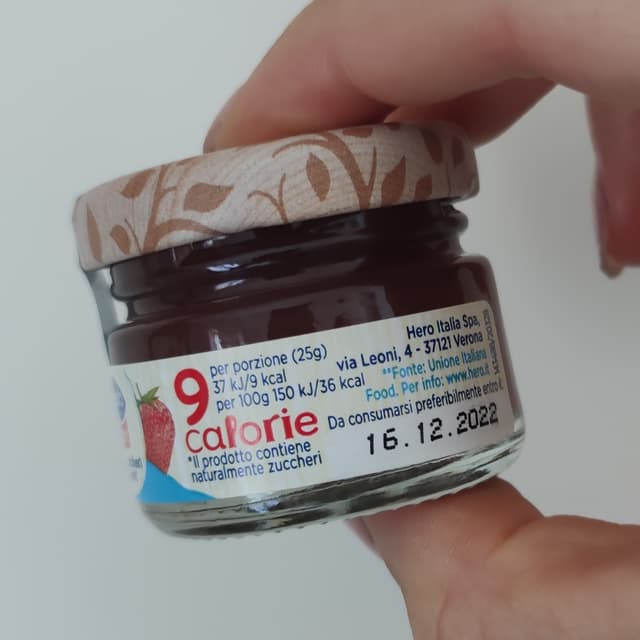 9
per porzione (25g)
37 kJ/9 kcal
per 100g 150 kJ/36 kcal
calorie
*Il prodotto contiene
naturalmente zuccheri
Hero Italia Spa,
via Leoni, 4 - 37121 Verona
**Fonte: Unione Italiana
Food. Per info: www.hero.it
Da consumarsi preferibilmente entro il:
16.12.2022